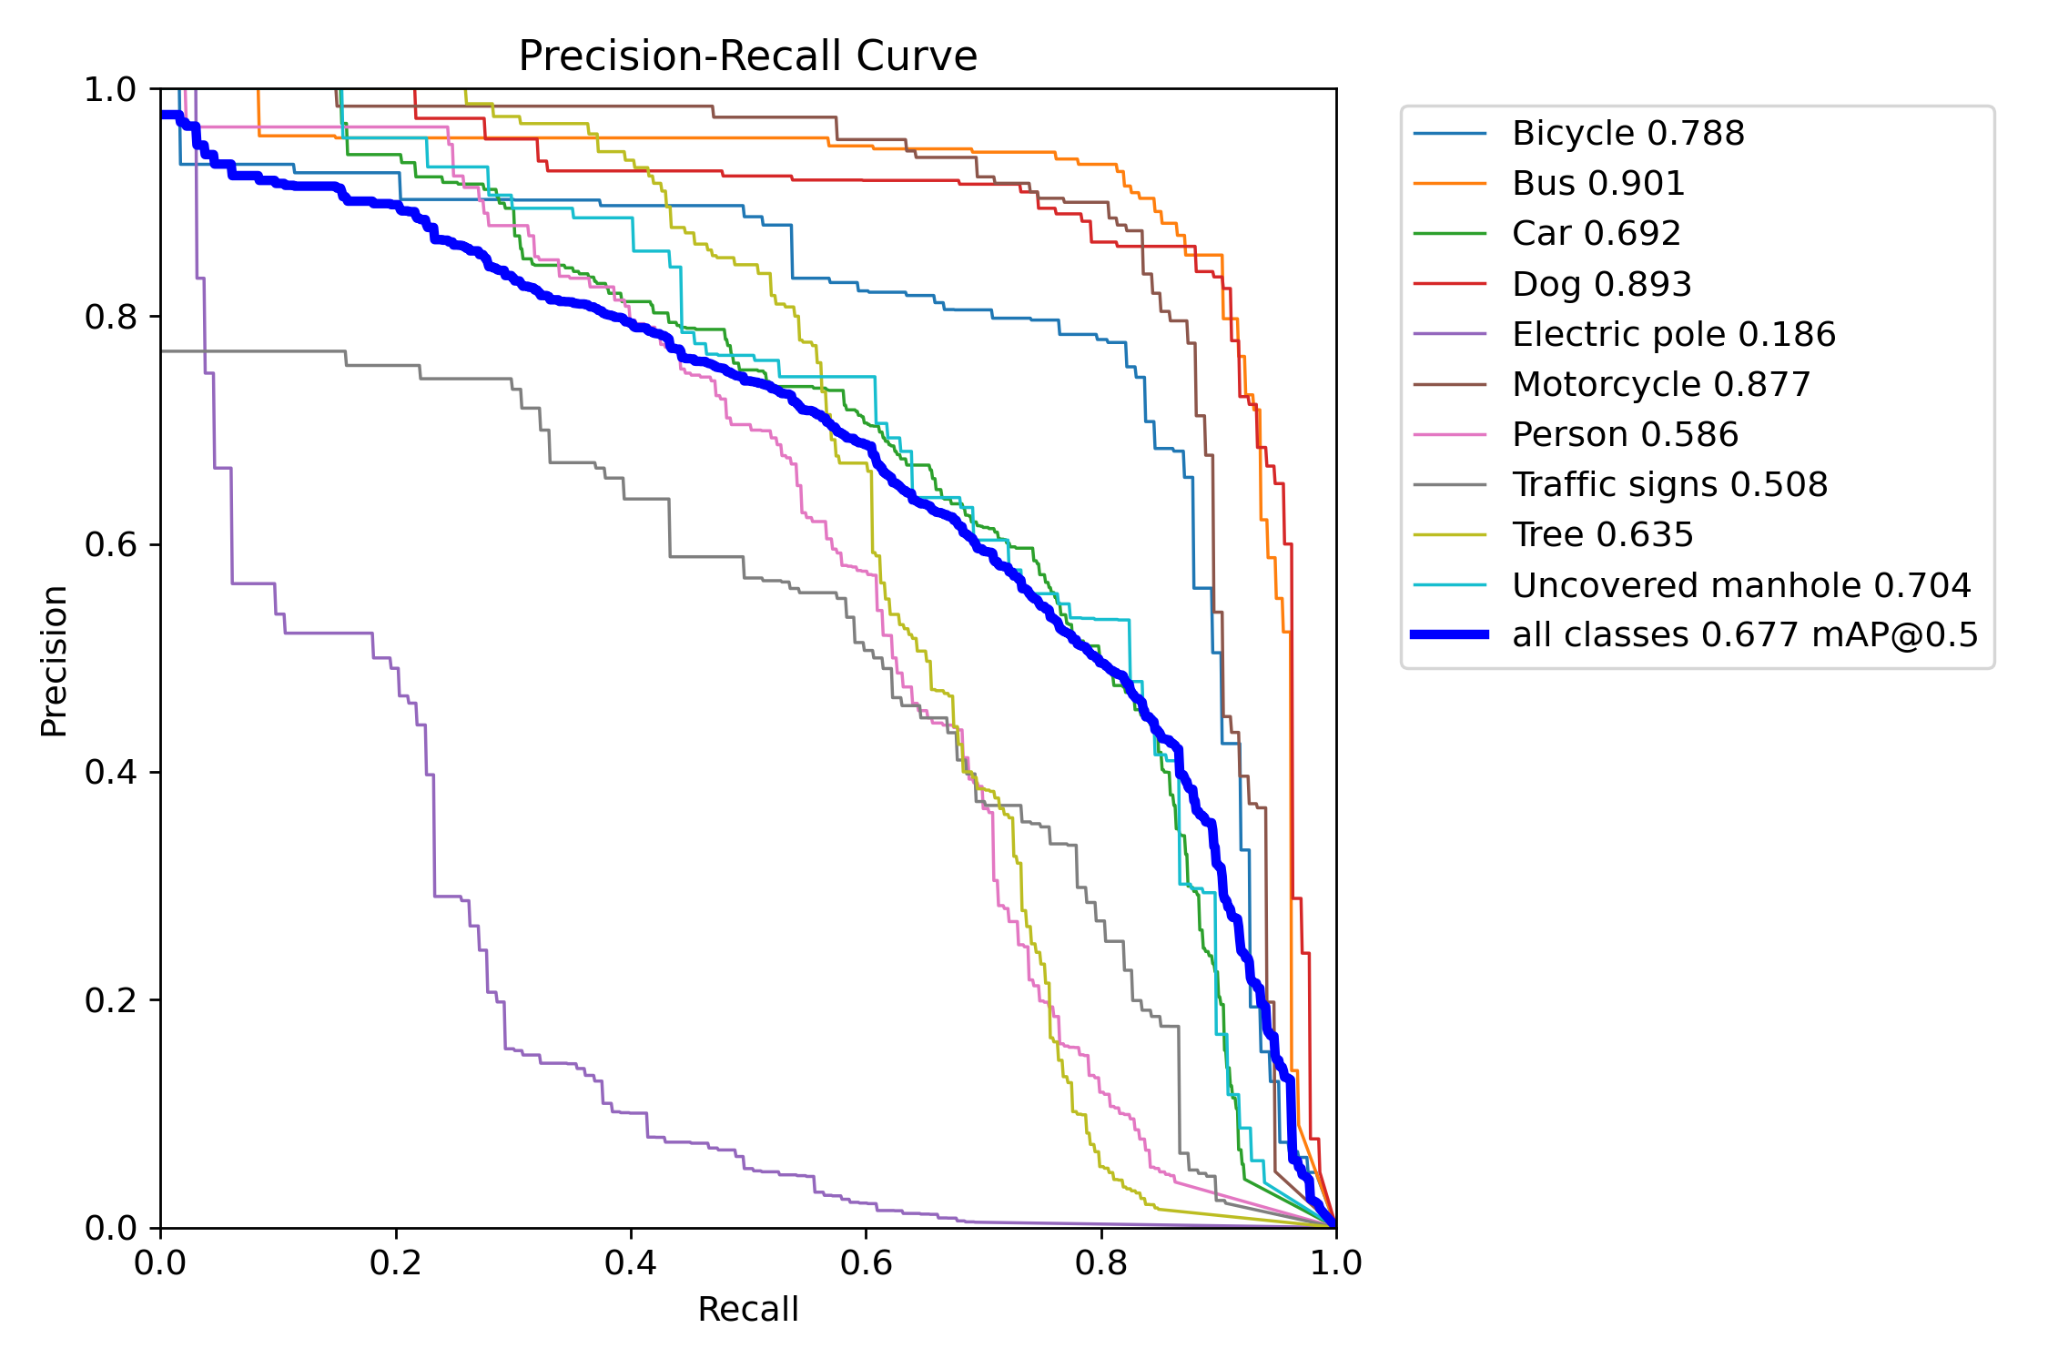 Precision-Recall Curve
1.0
0.8
0.6
0.4
0.2
0.0
Precision
0.0 0.2 0.4 0.6 0.8 1.0
Recall
Bicycle 0.788
Bus 0.901
Car 0.692
Dog 0.893
Electric pole 0.186
Motorcycle 0.877
Person 0.586
Traffic signs 0.508
Tree 0.635
Uncovered manhole 0.704
all classes 0.677 mAP@0.5